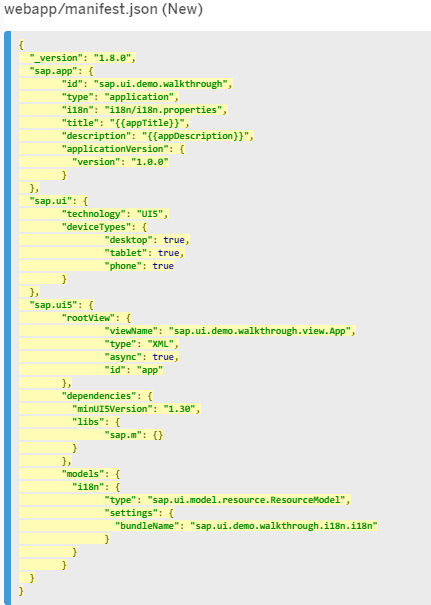 webapp/manifest.json (New)
{
  "_version": "1.8.0",
  "sap.app": {
        "id": "sap.ui.demo.walkthrough",
        "type": "application",
        "i18n": "i18n/i18n.properties",
        "title": "{{appTitle}}",
        "description": "{{appDescription}}",
        "applicationVersion": {
          "version": "1.0.0"
        }
  },
  "sap.ui": {
        "technology": "UI5",
        "deviceTypes": {
                "desktop": true,
                "tablet": true,
                "phone": true
        }
  },
  "sap.ui5": {
        "rootView": {
                "viewName": "sap.ui.demo.walkthrough.view.App",
                "type": "XML",
                "async": true,
                "id": "app"
        },
        "dependencies": {
          "minUI5Version": "1.30",
          "libs": {
                "sap.m": {}
          }
        },
        "models": {
          "i18n": {
                "type": "sap.ui.model.resource.ResourceModel",
                "settings": {
                  "bundleName": "sap.ui.demo.walkthrough.i18n.i18n"
                }
          }
        }
  }
}